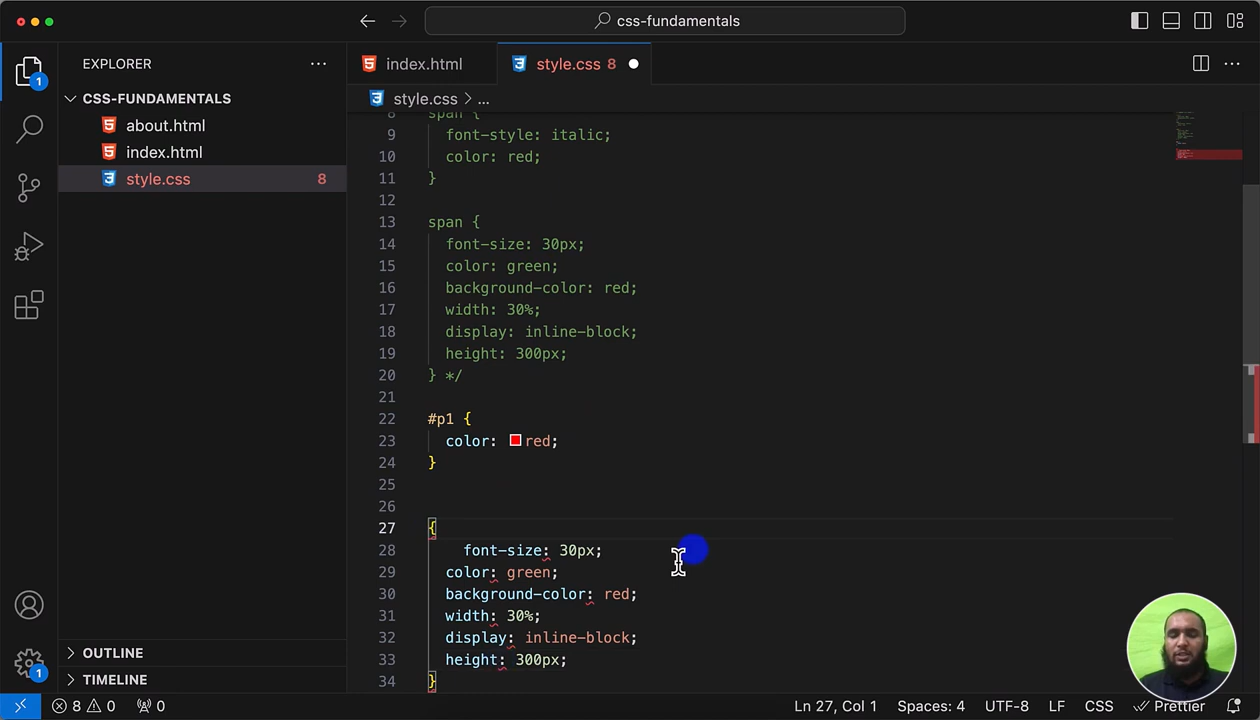 css-fundamentals
EXPLORER
index.html
style.css 8
CSS-FUNDAMENTALS
style.css > ...
about.html
index.html
style.css 8
8 span {
9 font-style: italic;
10 color: red;
11 }
12
13 span {
14 font-size: 30px;
15 color: green;
16 background-color: red;
17 width: 30%;
18 display: inline-block;
19 height: 300px;
20 } */
21
22 #p1 {
23 color: red;
24 }
25
26
27 {
28 font-size: 30px;
29 color: green;
30 background-color: red;
31 width: 30%;
32 display: inline-block;
33 height: 300px;
34 }
1
1
OUTLINE
TIMELINE
8 0 0 Ln 27, Col 1 Spaces: 4 UTF-8 LF CSS Prettier